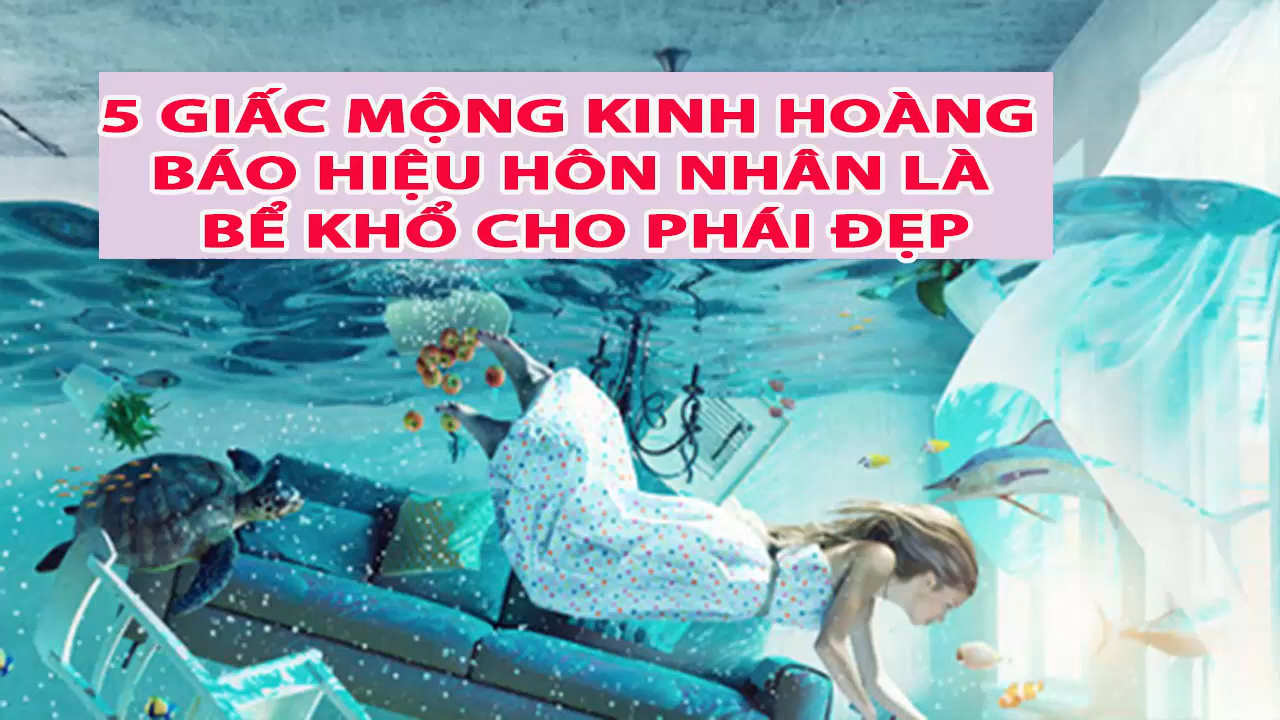 5 GIẤC MỘNG KINH HOÀNG
BÁO HIỆU HÔN NHÂN LÀ
BỂ KHỔ CHO PHÁI ĐẸP